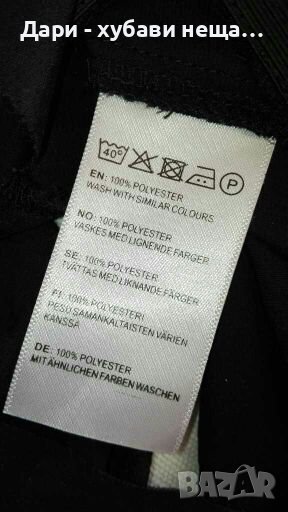 Дари - хубави неща...
40°
P
EN: 100% POLYESTER
WASH WITH SIMILAR COLOURS
NO: 100% POLYESTER
VASKES MED LIGNENDE FARGER
SE: 100% POLYESTER
TVÄTTAS MED LIKNANDE FÄRGER
FI: 100% POLYESTERI
PESU SAMANKALTAISTEN VÄRIEN
KANSSA
DE: 100% POLYESTER
MIT ÄHNLICHEN FARBEN WASCHEN
BAZAR